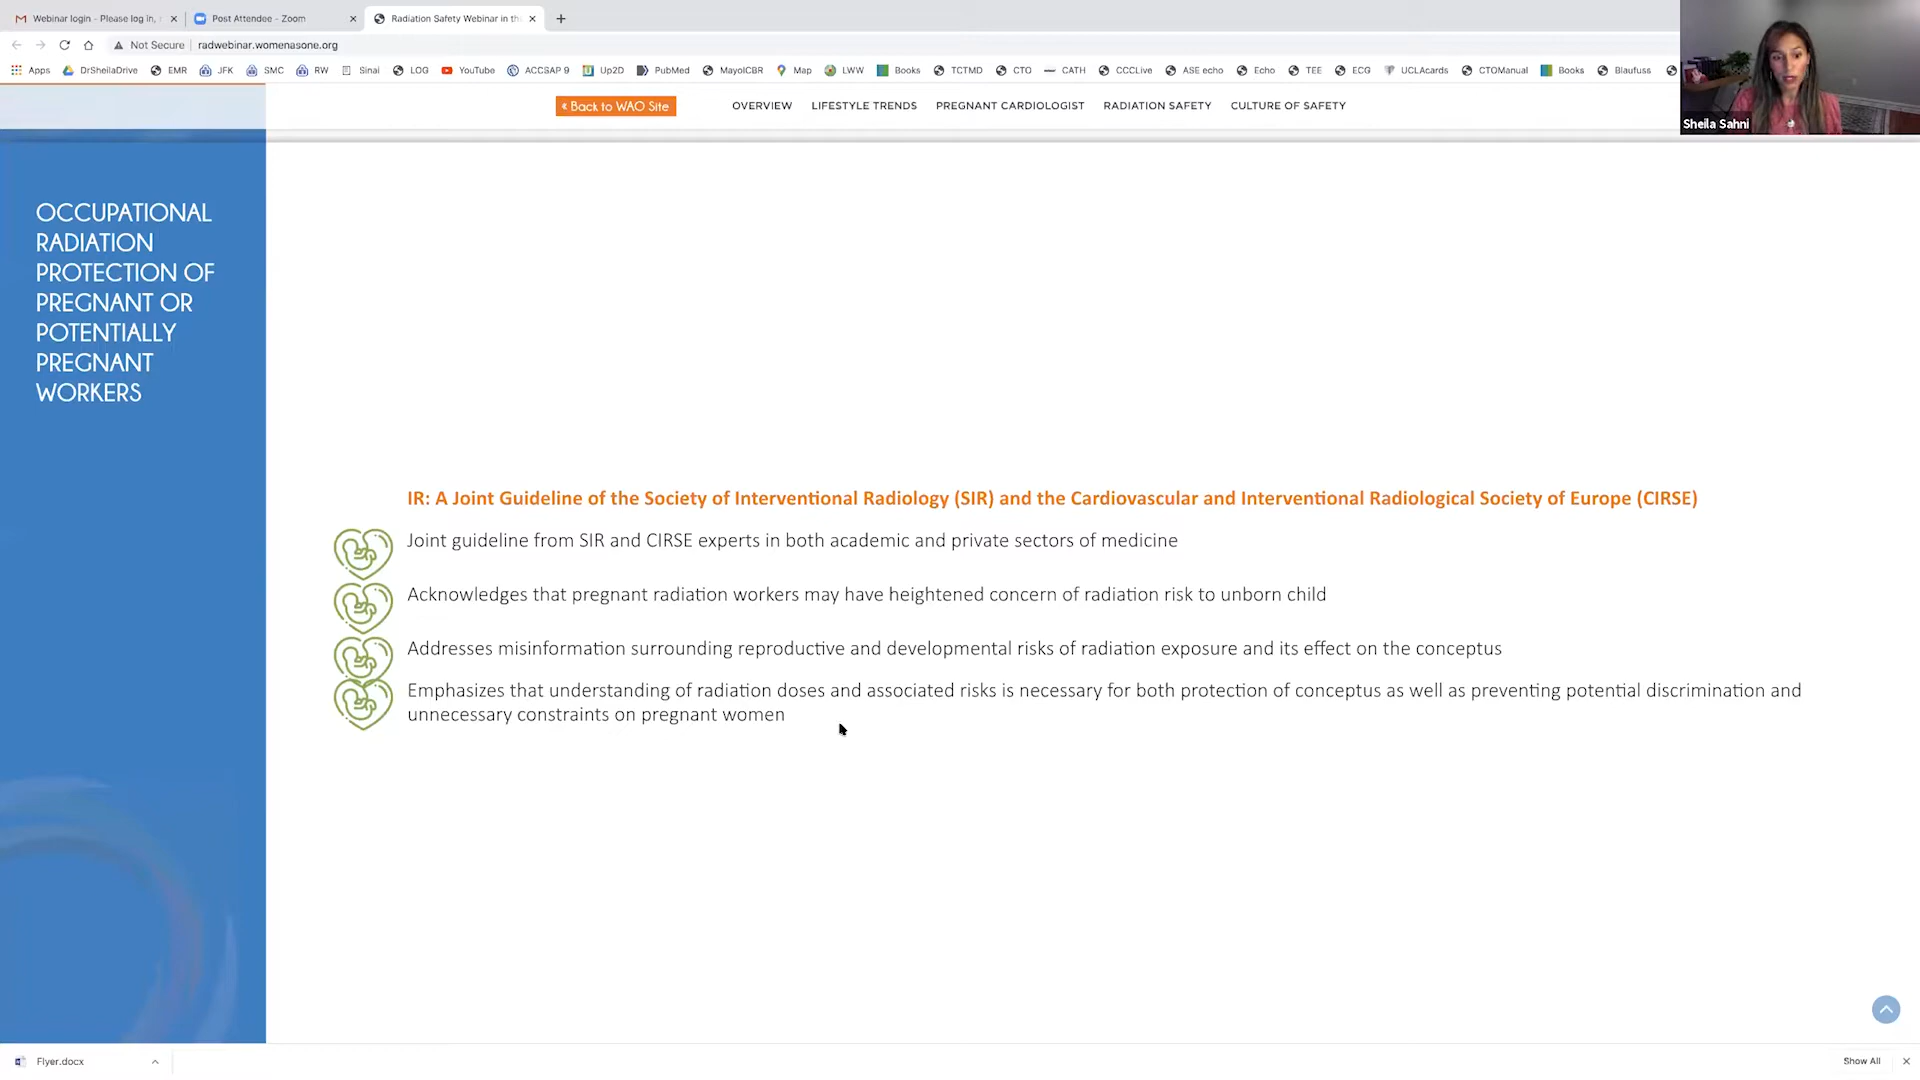 Webinar login - Please log in,
Post Attendee - Zoom
Radiation Safety Webinar in th
Not Secure
radwebinar.womenasone.org
Apps
DrSheilaDrive
EMR
JFK
SMC
RW
Sinai
LOG
YouTube
ACCSAP 9
Up2D
PubMed
MayoICBR
Map
LWW
Books
TCTMD
CTO
CATH
CCCLive
ASE echo
Echo
TEE
ECG
UCLAcards
CTOManual
Books
Blaufuss
« Back to WAO Site
OVERVIEW
LIFESTYLE TRENDS
PREGNANT CARDIOLOGIST
RADIATION SAFETY
CULTURE OF SAFETY
Sheila Sahni
OCCUPATIONAL
RADIATION
PROTECTION OF
PREGNANT OR
POTENTIALLY
PREGNANT
WORKERS
IR: A Joint Guideline of the Society of Interventional Radiology (SIR) and the Cardiovascular and Interventional Radiological Society of Europe (CIRSE)
Joint guideline from SIR and CIRSE experts in both academic and private sectors of medicine
Acknowledges that pregnant radiation workers may have heightened concern of radiation risk to unborn child
Addresses misinformation surrounding reproductive and developmental risks of radiation exposure and its effect on the conceptus
Emphasizes that understanding of radiation doses and associated risks is necessary for both protection of conceptus as well as preventing potential discrimination and
unnecessary constraints on pregnant women
Flyer.docx
Show All